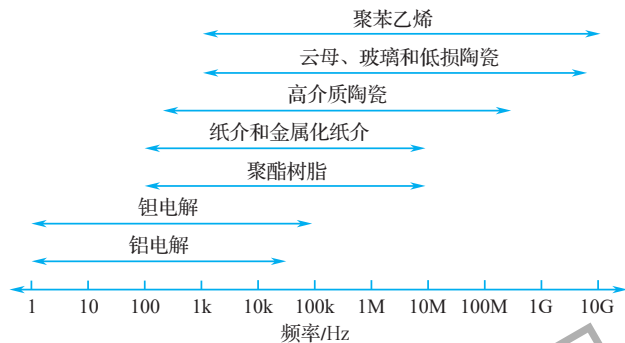 聚苯乙烯
云母、玻璃和低损陶瓷
高介质陶瓷
纸介和金属化纸介
聚酯树脂
钽电解
铝电解
1 10 100 1k 10k 100k 1M 10M 100M 1G 10G
频率/Hz